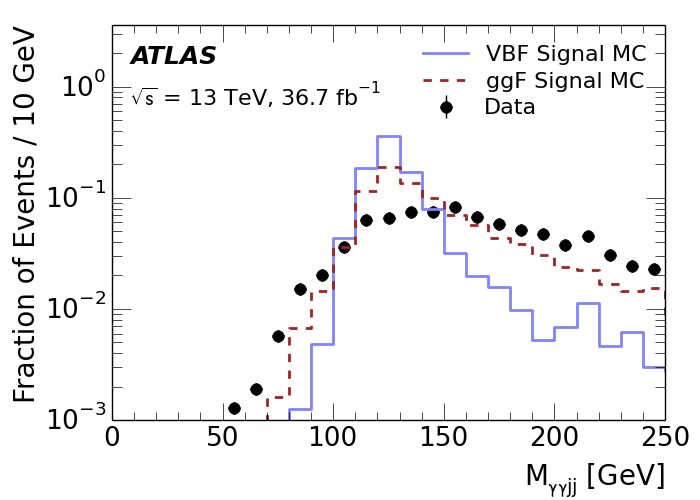 ATLAS
√s = 13 TeV, 36.7 fb⁻¹
VBF Signal MC
ggF Signal MC
Data
Fraction of Events / 10 GeV
10⁰
10⁻¹
10⁻²
10⁻³
0 50 100 150 200 250
Mγγjj [GeV]